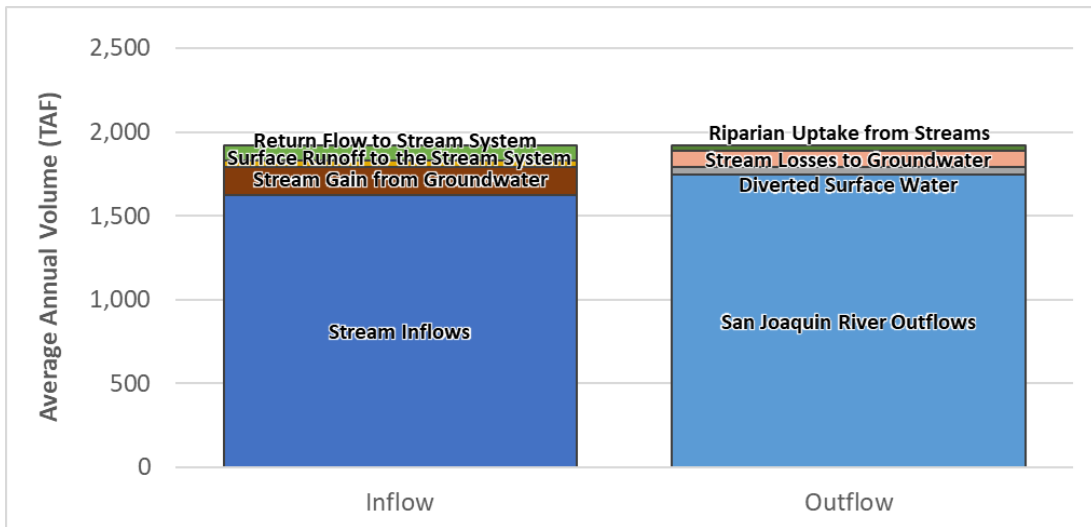 Average Annual Volume (TAF)
2,500
2,000
1,500
1,000
500
0
Return Flow to Stream System
Surface Runoff to the Stream System
Stream Gain from Groundwater
Stream Inflows
Riparian Uptake from Streams
Stream Losses to Groundwater
Diverted Surface Water
San Joaquin River Outflows
Inflow
Outflow